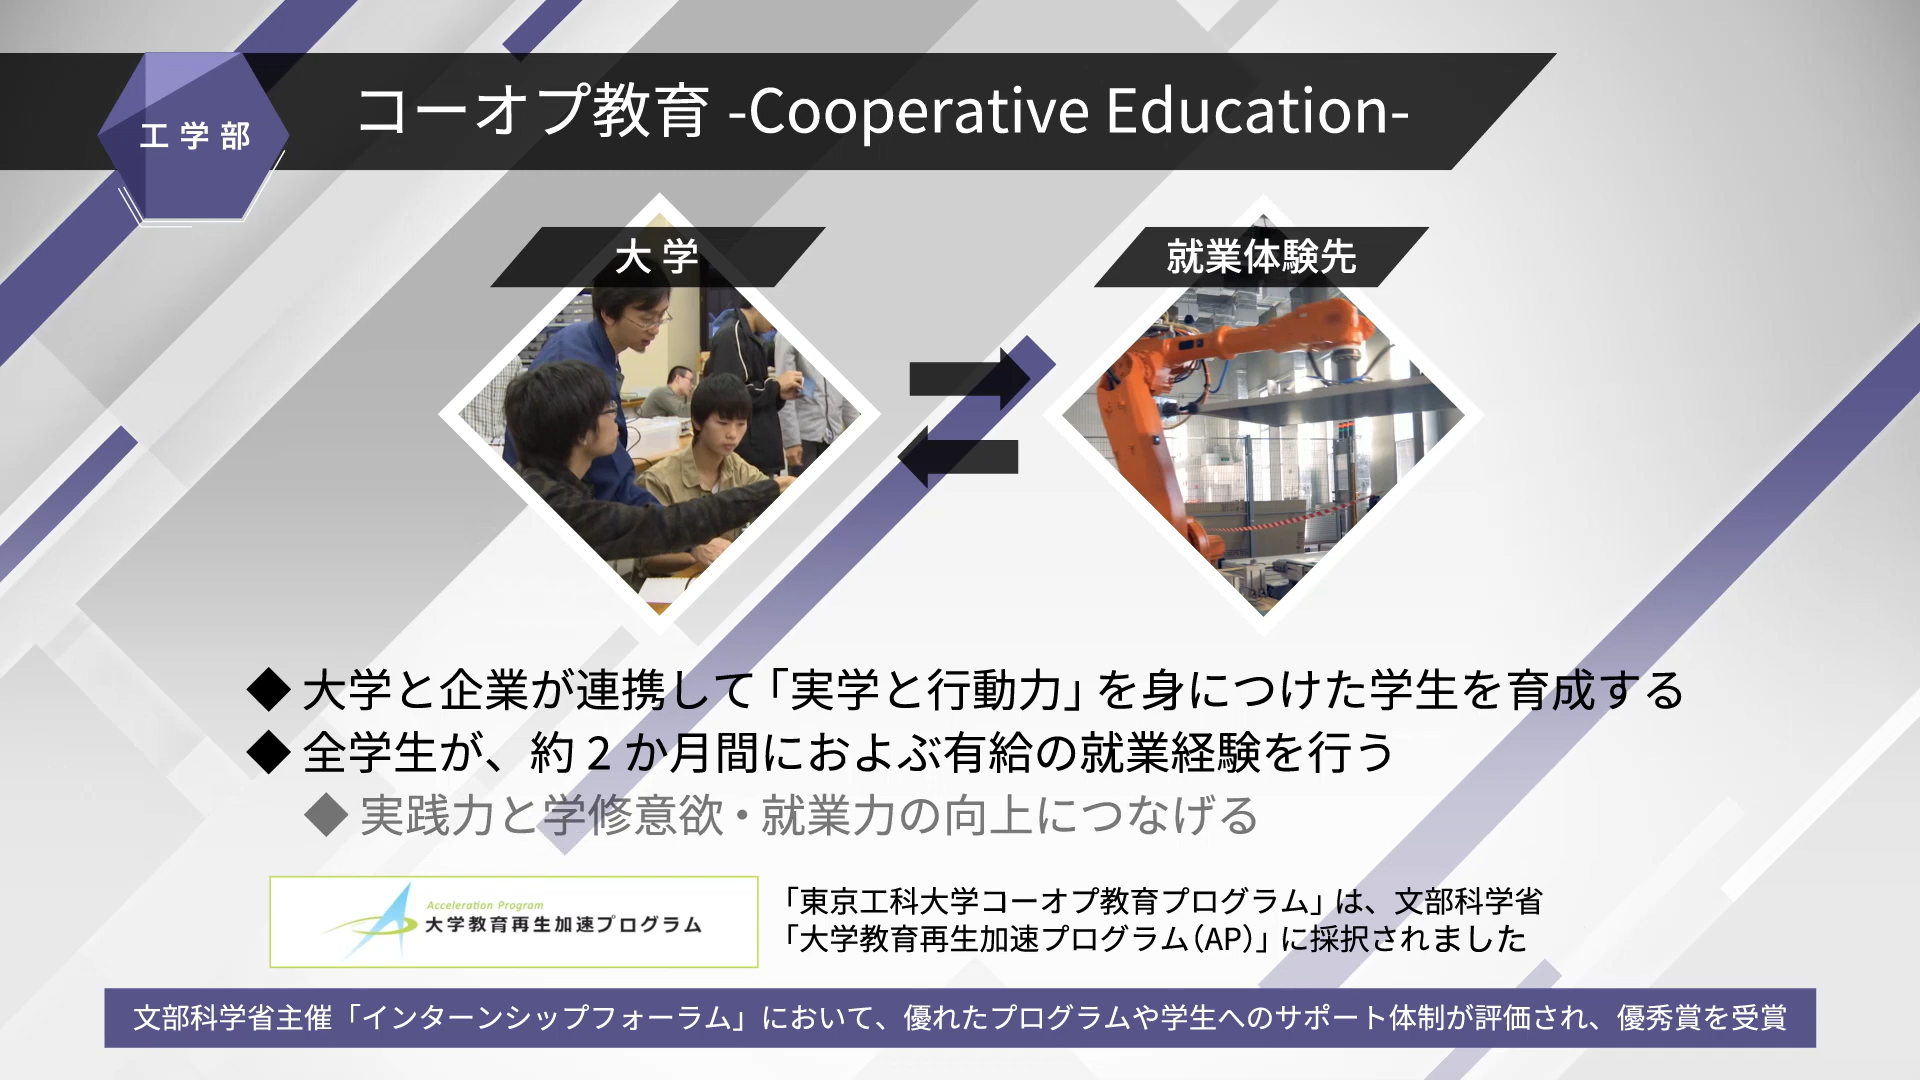 工学部
コーオプ教育 -Cooperative Education-
大学
就業体験先
◆ 大学と企業が連携して「実学と行動力」を身につけた学生を育成する
◆ 全学生が、約 2 か月間におよぶ有給の就業経験を行う
◆ 実践力と学修意欲・就業力の向上につなげる
Acceleration Program
大学教育再生加速プログラム
「東京工科大学コーオプ教育プログラム」は、文部科学省
「大学教育再生加速プログラム（AP）」に採択されました
文部科学省主催「インターンシップフォーラム」において、優れたプログラムや学生へのサポート体制が評価され、優秀賞を受賞